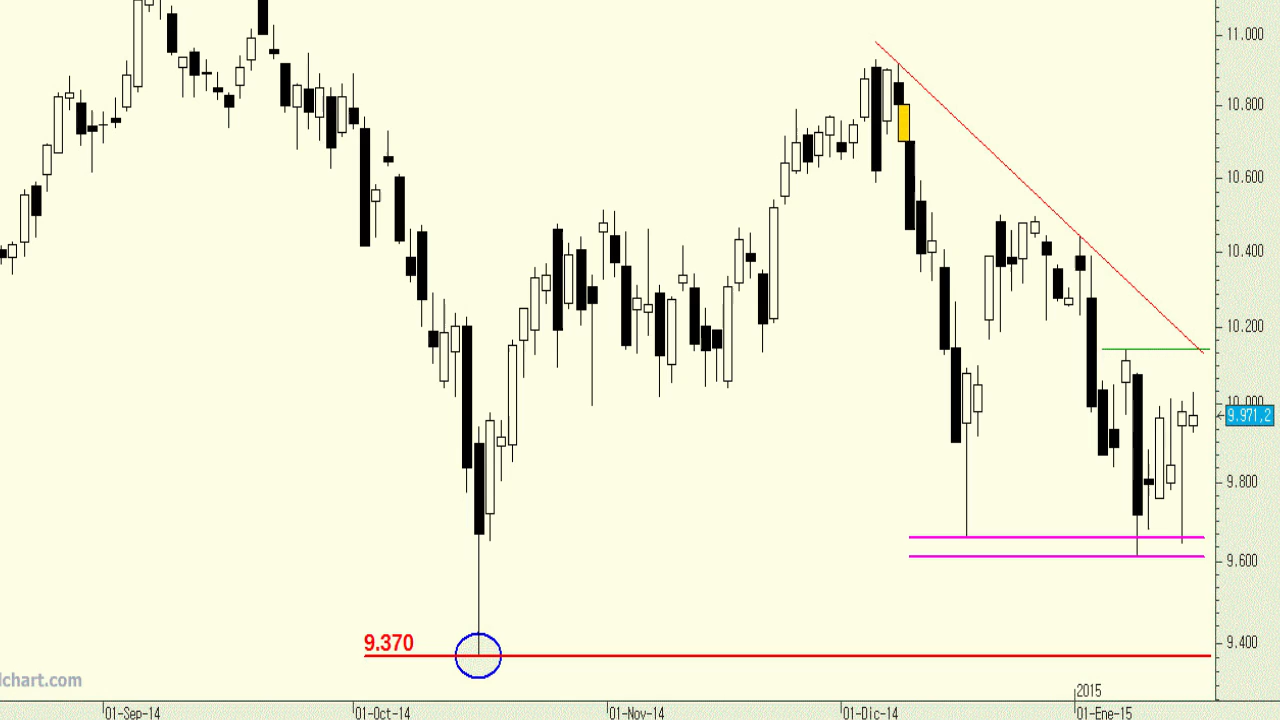 11.000
10.800
10.600
10.400
10.200
10.000
9.971,2
9.800
9.600
9.400
9.370
lchart.com
2015
01-Sep-14
01-Oct-14
01-Nov-14
01-Dic-14
01-Ene-15